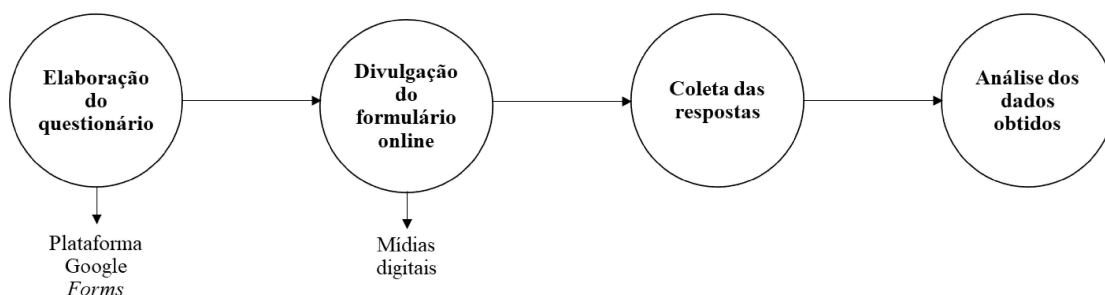 Elaboração
do
questionário
Divulgação
do
formulário
online
Coleta das
respostas
Análise dos
dados
obtidos
Plataforma
Google
Forms
Mídias
digitais